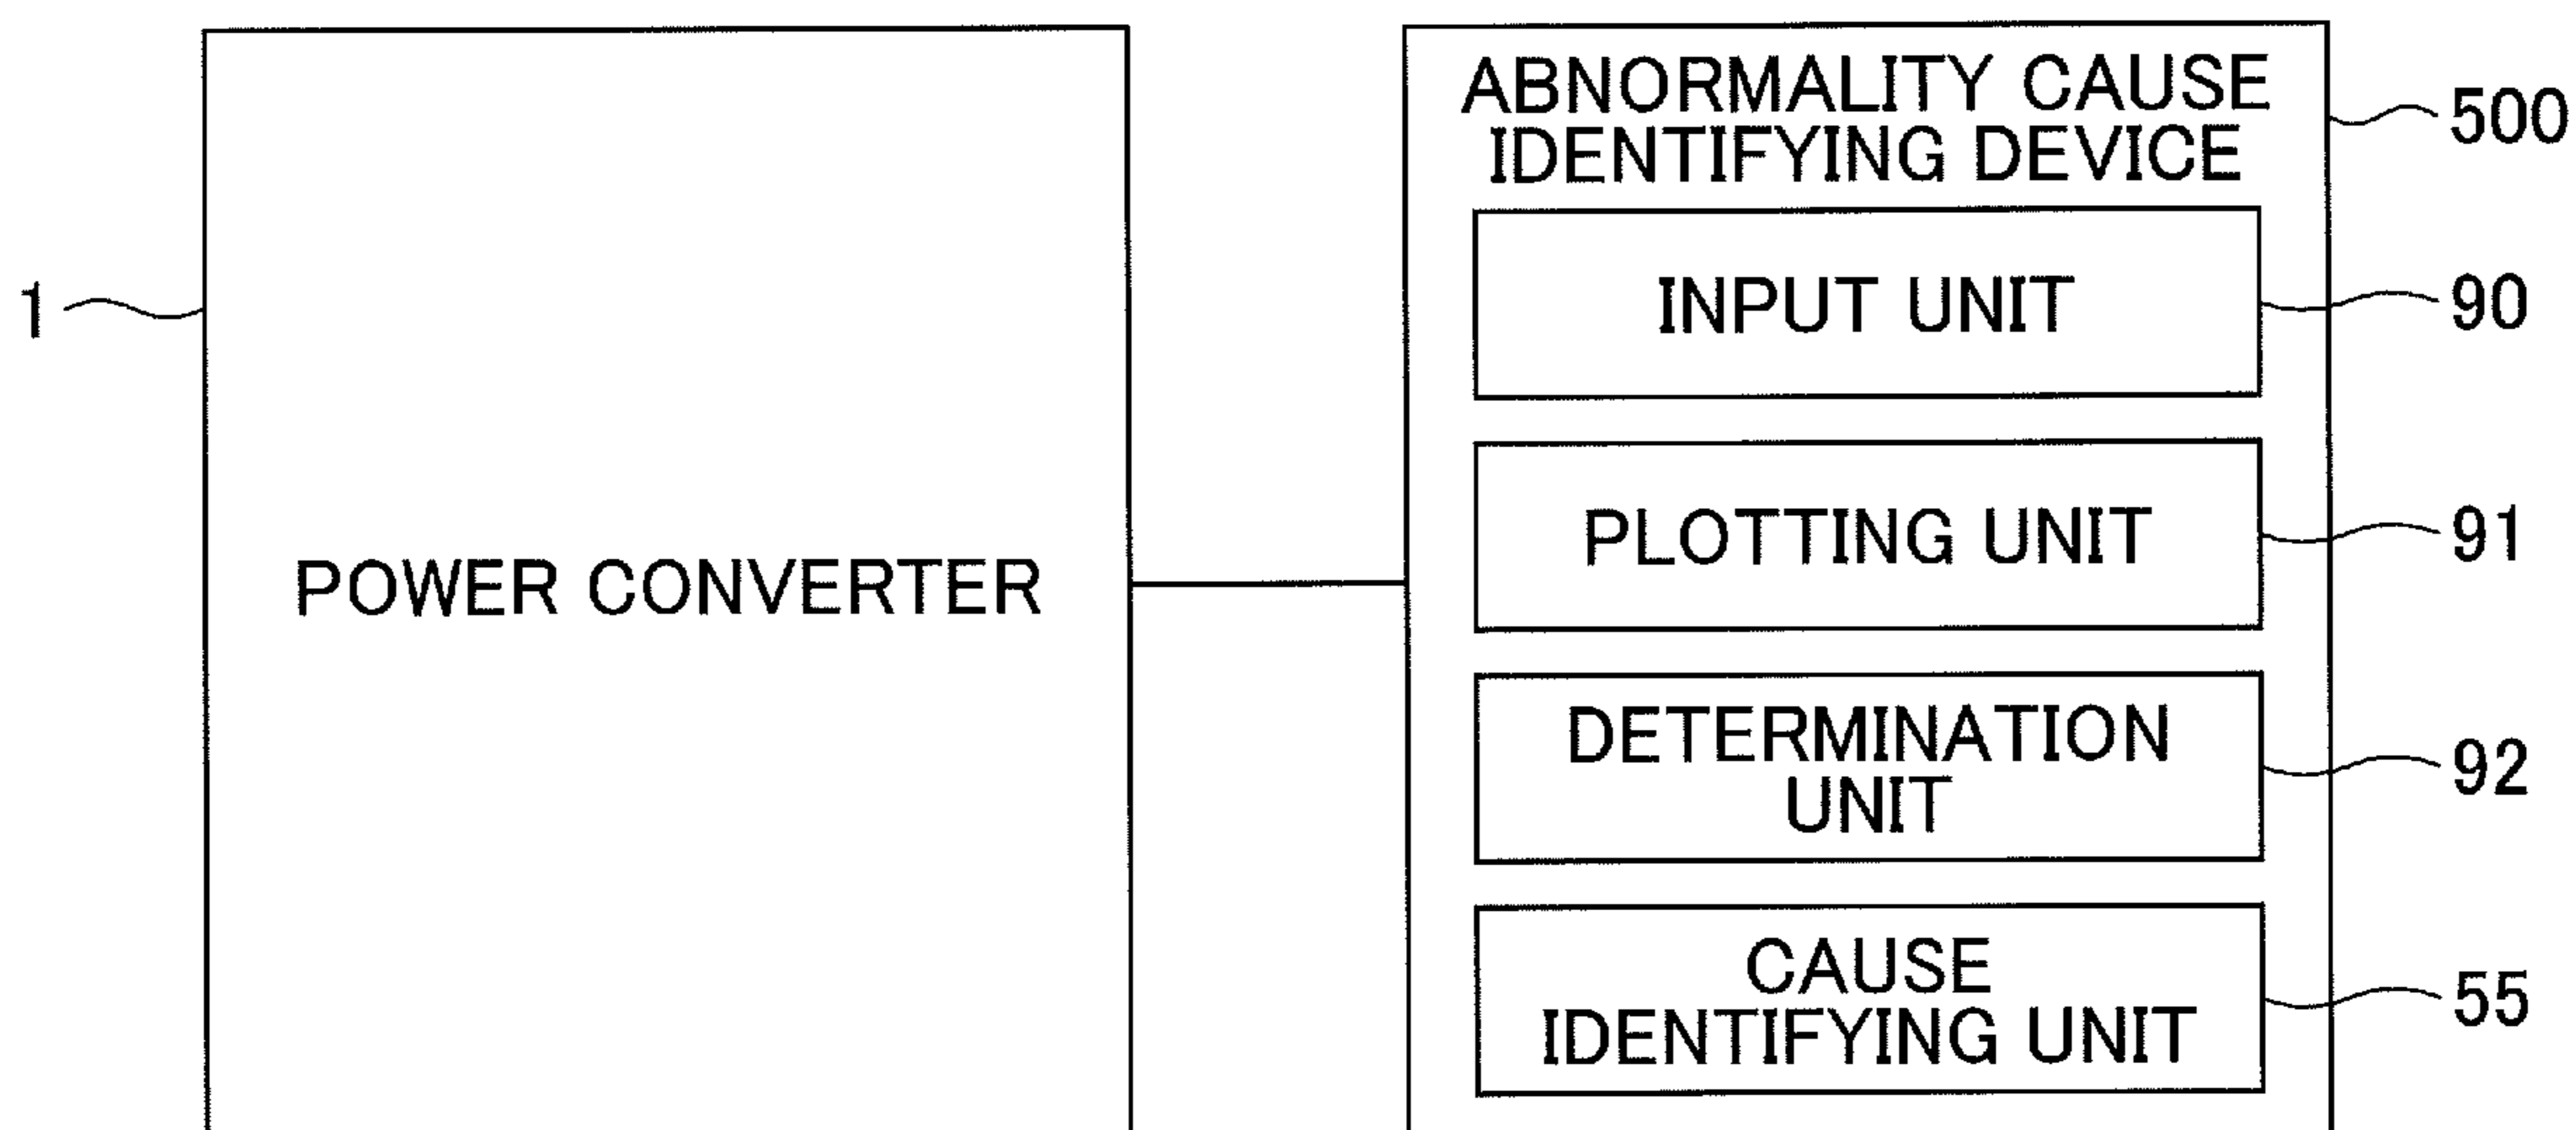 1
POWER CONVERTER
ABNORMALITY CAUSE
IDENTIFYING DEVICE
500
INPUT UNIT
90
PLOTTING UNIT
91
DETERMINATION
UNIT
92
CAUSE
IDENTIFYING UNIT
55